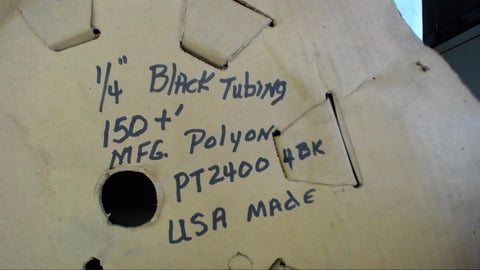 1/4" Black Tubing
150+'
MFG. Polyon
PT2400 4BK
USA MADE